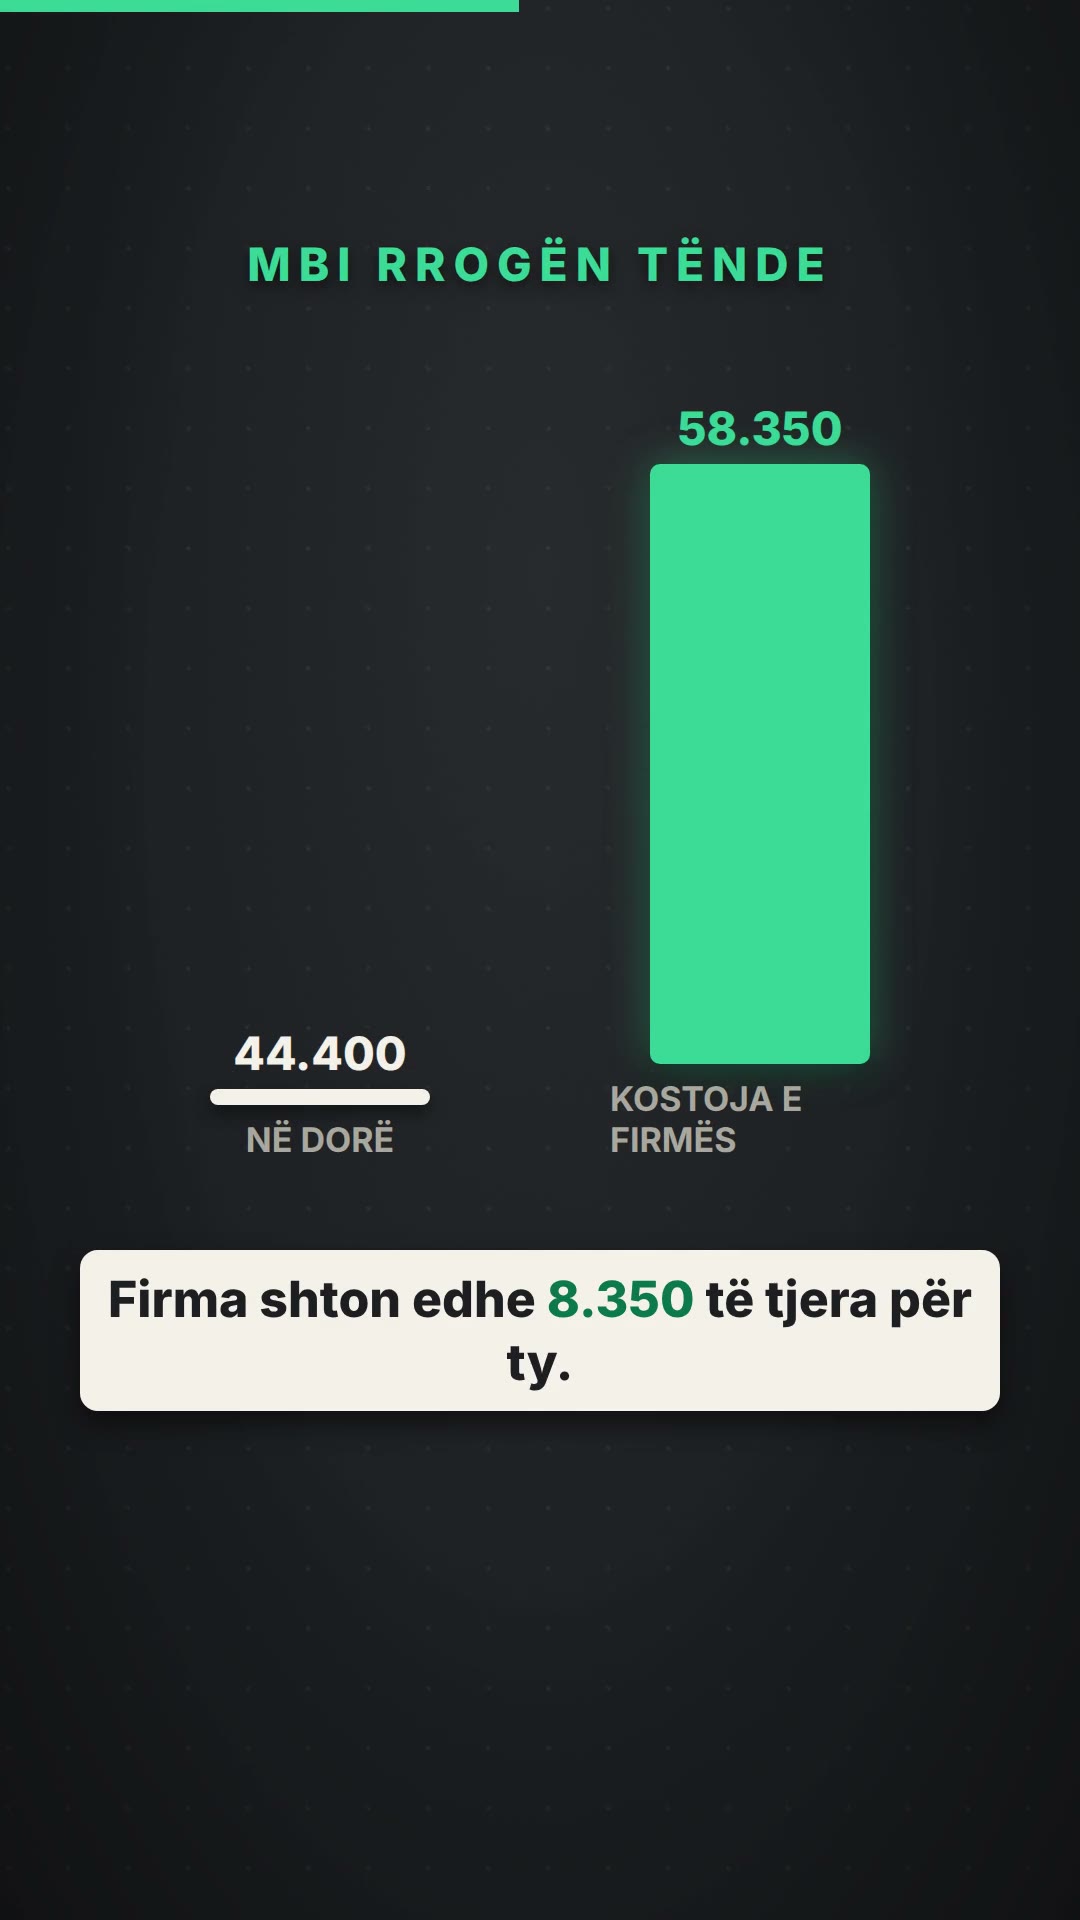 MBI RROGËN TËNDE
58.350
44.400
NË DORË
KOSTOJA E
FIRMËS
Firma shton edhe 8.350 të tjera për
ty.